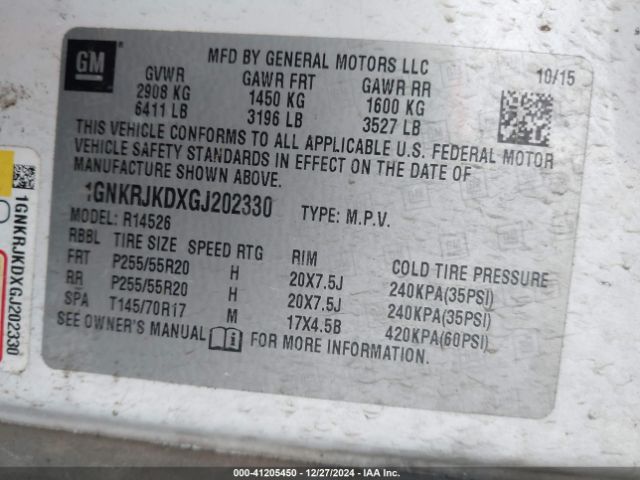 GM
MFD BY GENERAL MOTORS LLC
10/15
GVWR GAWR FRT GAWR RR
2908 KG 1450 KG 1600 KG
6411 LB 3196 LB 3527 LB
THIS VEHICLE CONFORMS TO ALL APPLICABLE U.S. FEDERAL MOTOR
VEHICLE SAFETY STANDARDS IN EFFECT ON THE DATE OF
MANUFACTURE SHOWN ABOVE.
1GNKRJKDXGJ202330 TYPE: M.P.V.
MODEL: R14526
RBBL TIRE SIZE SPEED RTG RIM COLD TIRE PRESSURE
FRT P255/55R20 H 20X7.5J 240KPA(35PSI)
RR P255/55R20 H 20X7.5J 240KPA(35PSI)
SPA T145/70R17 M 17X4.5B 420KPA(60PSI)
SEE OWNER'S MANUAL FOR MORE INFORMATION.
1GNKRJKDXGJ202330
000-41205450 - 12/27/2024 - IAA Inc.